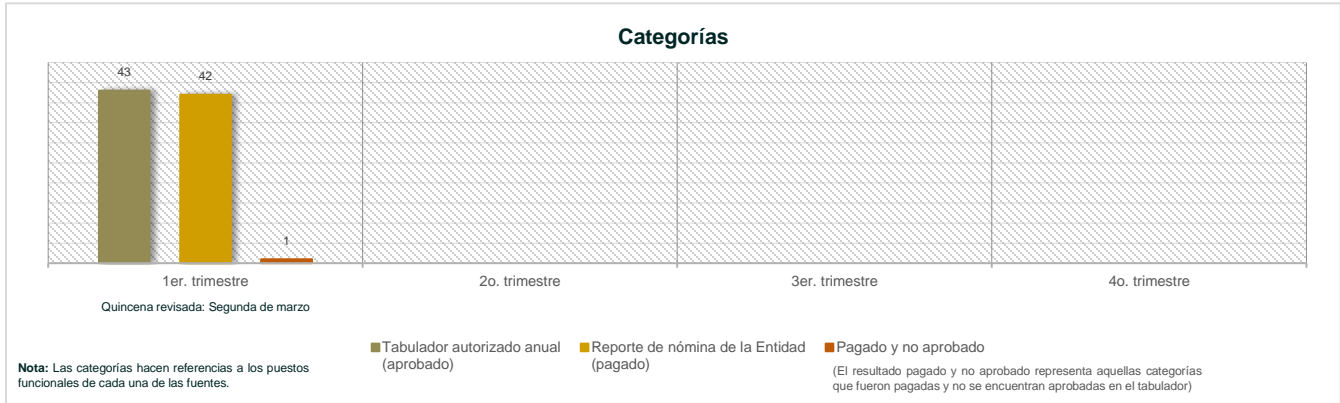 Categorías
43
42
1
1er. trimestre
2o. trimestre
3er. trimestre
4o. trimestre
Quincena revisada: Segunda de marzo
Tabulador autorizado anual
(aprobado)
Reporte de nómina de la Entidad
(pagado)
Pagado y no aprobado
(El resultado pagado y no aprobado representa aquellas categorías
que fueron pagadas y no se encuentran aprobadas en el tabulador)
Nota: Las categorías hacen referencias a los puestos
funcionales de cada una de las fuentes.